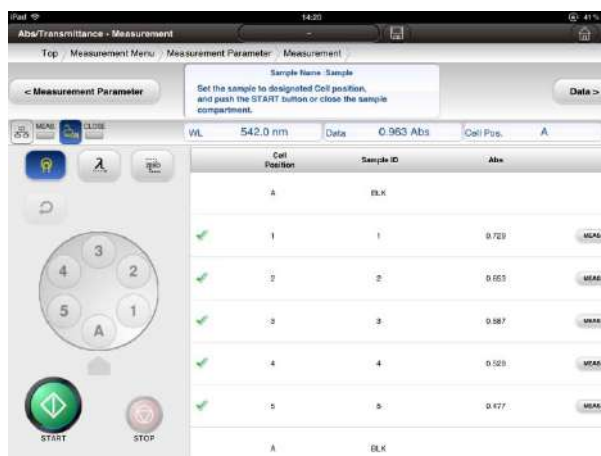 iPad 14:20 41%
Abs/Transmittance - Measurement -
Top Measurement Menu Measurement Parameter Measurement
< Measurement Parameter
Sample Name :Sample
Set the sample to designated Cell position,
and push the START button or close the sample
compartment.
Data >
MEAS CLOSE
WL 542.0 nm Data 0.963 Abs Cell Pos. A
Cell Position Sample ID Abs
A BLK
1 1 0.729 MEAS
2 2 0.653 MEAS
3 3 0.587 MEAS
4 4 0.529 MEAS
5 5 0.477 MEAS
A BLK
λ
3
4 2
5 1
A
START STOP